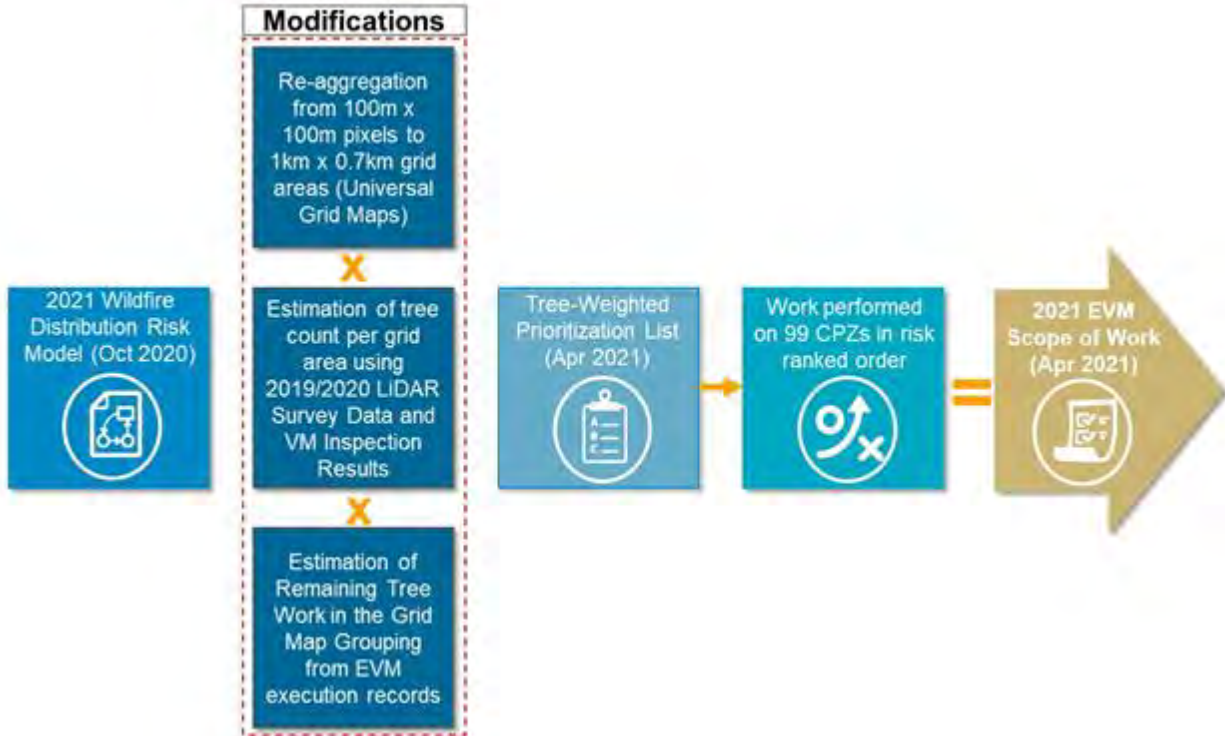 Modifications
Re-aggregation
from 100m x
100m pixels to
1km x 0.7km grid
areas (Universal
Grid Maps)
X
2021 Wildfire
Distribution Risk
Model (Oct 2020)
Estimation of tree
count per grid
area using
2019/2020 LiDAR
Survey Data and
VM Inspection
Results
X
Estimation of
Remaining Tree
Work in the Grid
Map Grouping
from EVM
execution records
Tree-Weighted
Prioritization List
(Apr 2021)
A
B
C
Work performed
on 99 CPZs in risk
ranked order
=
2021 EVM
Scope of Work
(Apr 2021)